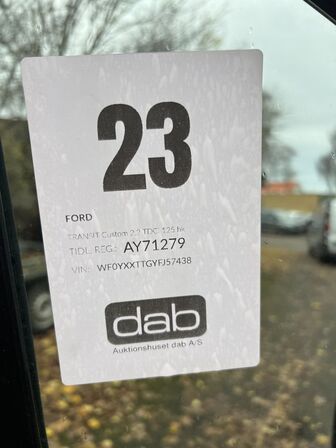 23
FORD
TRANSIT Custom 2.2 TDCi 125 hk
TIDL. REG.: AY71279
VIN: WF0YXXTTGYFJ57438
dab
Auktionshuset dab A/S